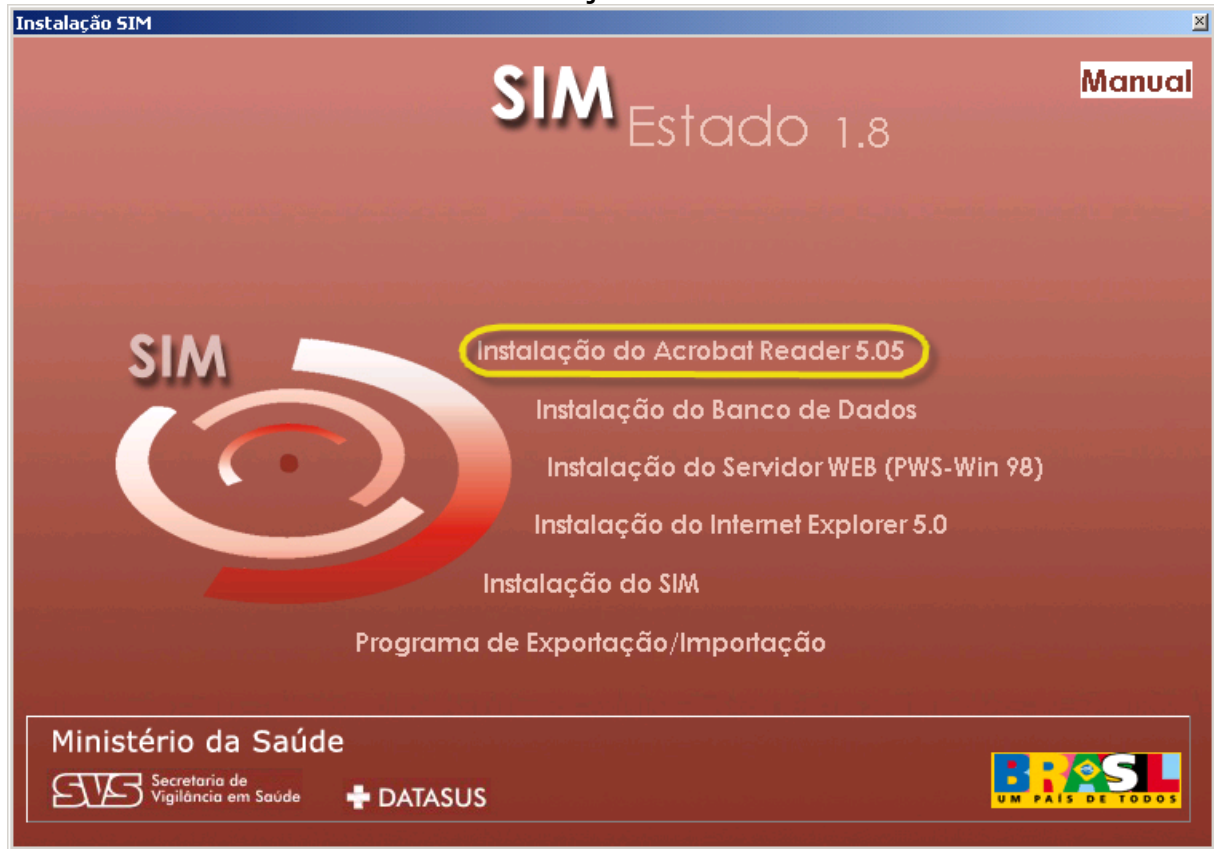 Instalação SIM
SIM Estado 1.8
Manual
SIM
Instalação do Acrobat Reader 5.05
Instalação do Banco de Dados
Instalação do Servidor WEB (PWS-Win 98)
Instalação do Internet Explorer 5.0
Instalação do SIM
Programa de Exportação/Importação
Ministério da Saúde
SVS Secretaria de
Vigilância em Saúde
DATASUS
BRASIL
UM PAÍS DE TODOS